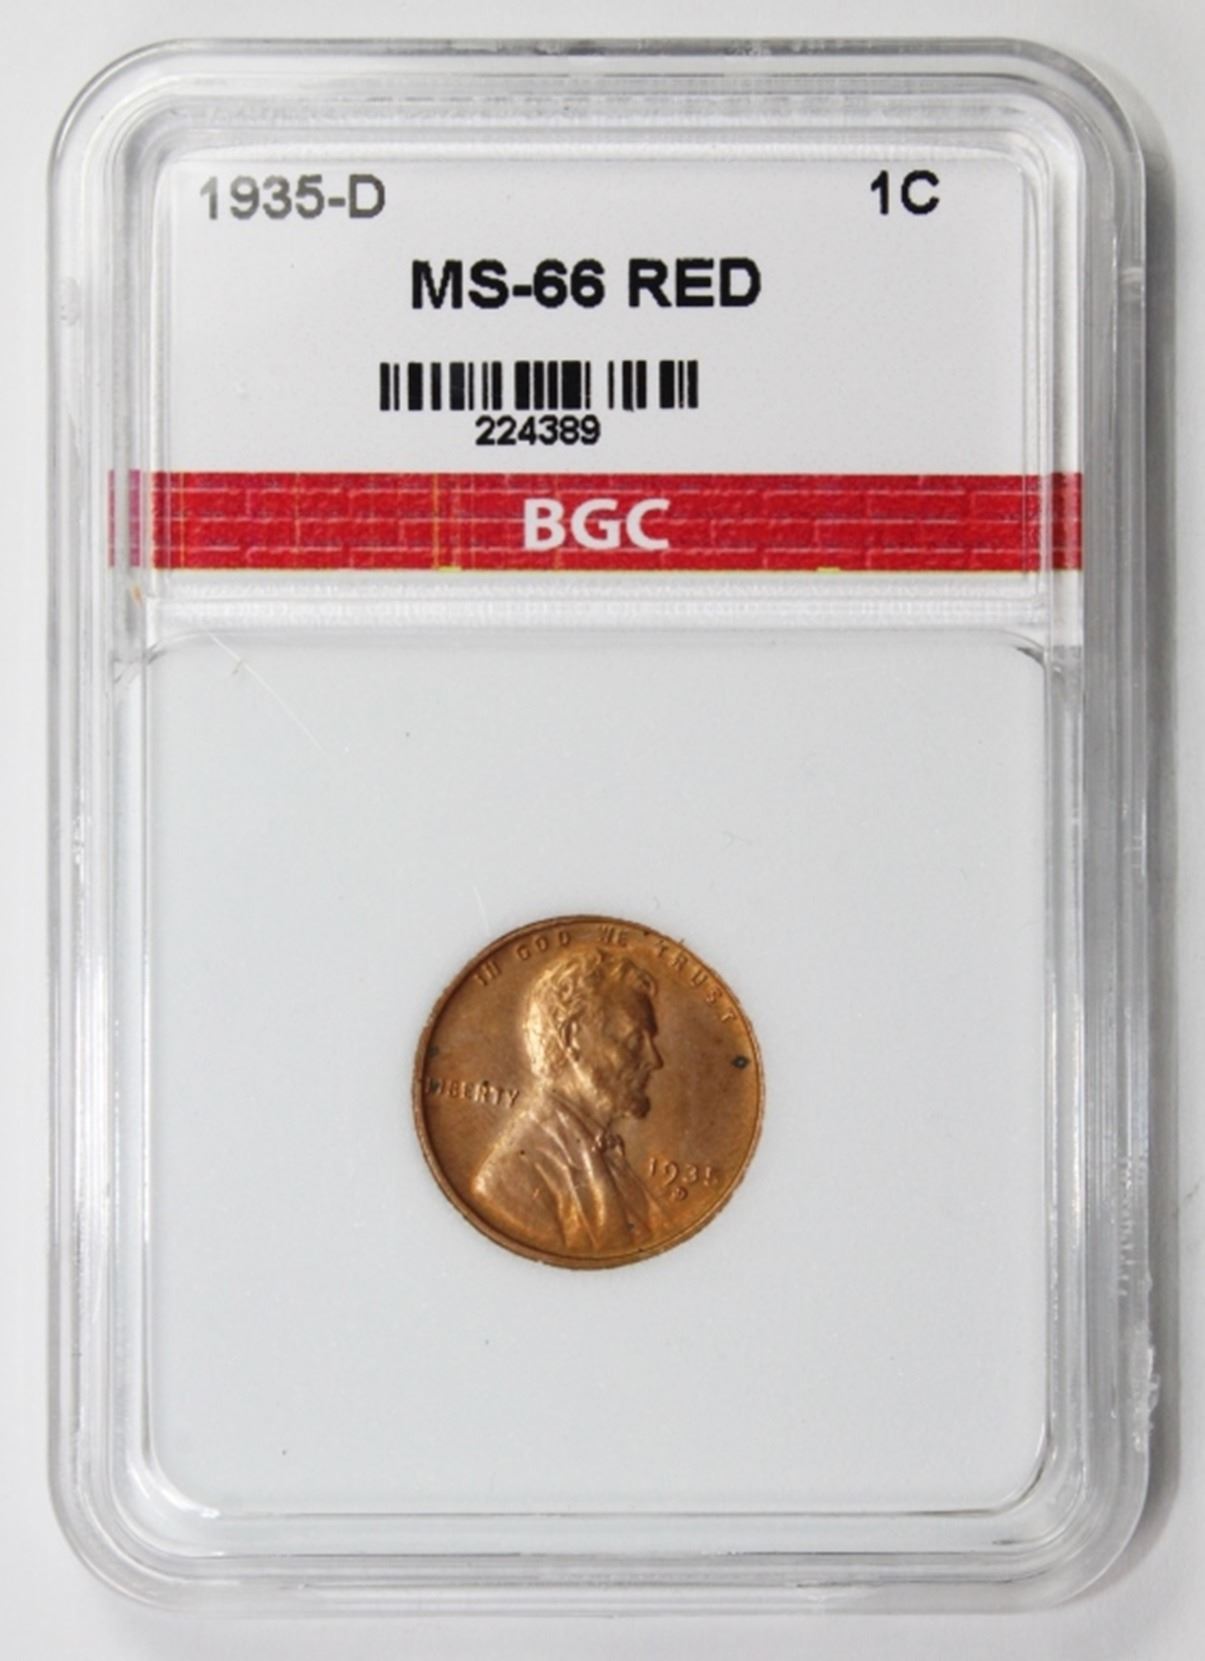 1935-D 1C
MS-66 RED
224389
BGC
IN GOD WE TRUST
LIBERTY
1935
D